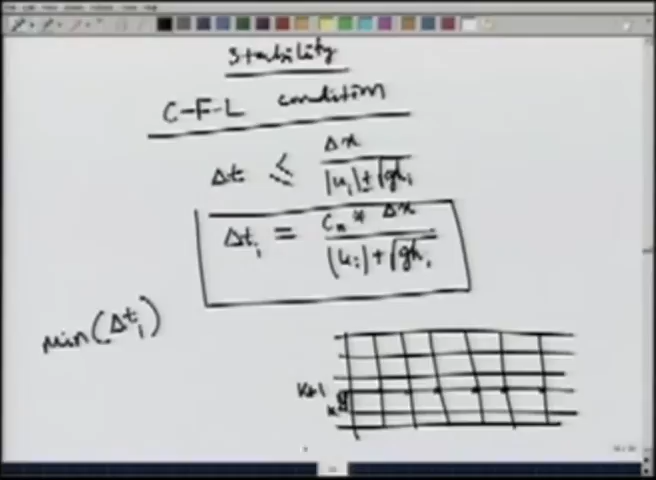 Stability
C-F-L condition
Δt ≤ Δx / |u_i| ± √gh_i
Δt_i = C_n * Δx / |u_i| + √gh_i
min(Δt_i)
K+1
K